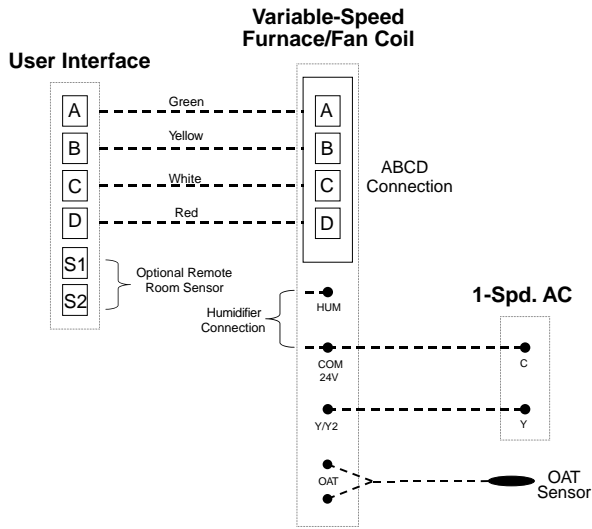 Variable-Speed
Furnace/Fan Coil
User Interface
A
Green
A
B
Yellow
B
C
White
C
D
Red
D
ABCD
Connection
S1
S2
Optional Remote
Room Sensor
HUM
Humidifier
Connection
1-Spd. AC
COM
24V
C
Y/Y2
Y
OAT
OAT
Sensor